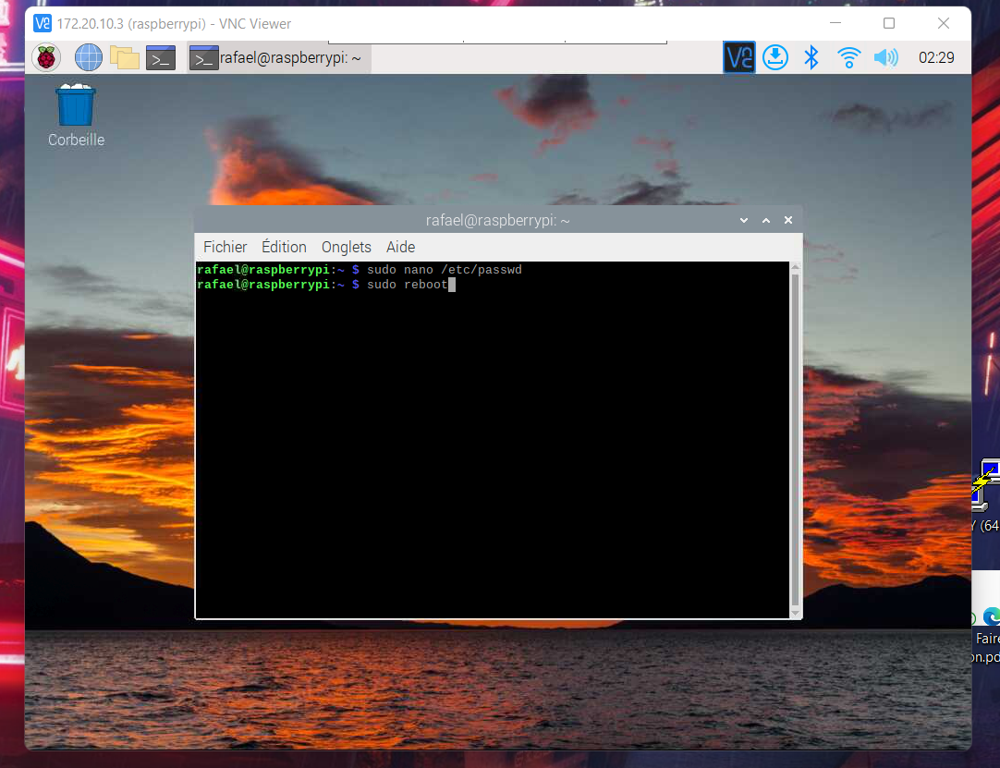 172.20.10.3 (raspberrypi) - VNC Viewer
rafael@raspberrypi: ~
02:29
Corbeille
rafael@raspberrypi: ~
Fichier Édition Onglets Aide
rafael@raspberrypi:~ $ sudo nano /etc/passwd
rafael@raspberrypi:~ $ sudo reboot
Y (64
Faire
on.pd